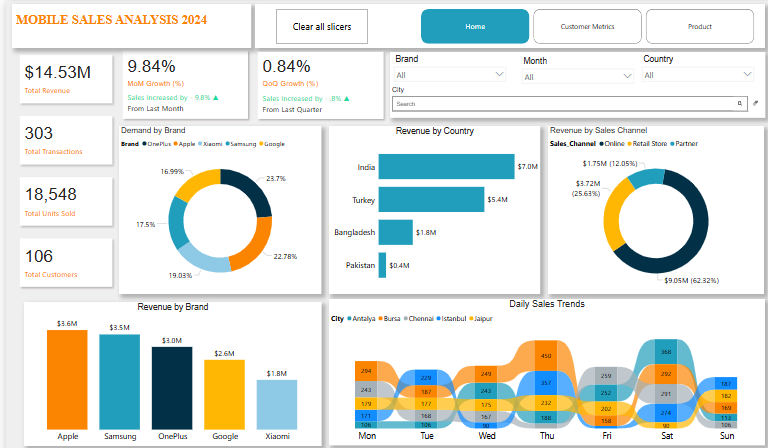 MOBILE SALES ANALYSIS 2024
Clear all slicers
Home
Customer Metrics
Product
$14.53M
Total Revenue
9.84%
MoM Growth (%)
Sales Increased by 9.8% ▲
From Last Month
0.84%
QoQ Growth (%)
Sales Increased by .8% ▲
From Last Quarter
Brand
All
Month
All
Country
All
City
Search
303
Total Transactions
18,548
Total Units Sold
106
Total Customers
Demand by Brand
Brand OnePlus Apple Xiaomi Samsung Google
16.99%
23.7%
17.5%
22.78%
19.03%
Revenue by Country
India $7.0M
Turkey $5.4M
Bangladesh $1.8M
Pakistan $0.4M
Revenue by Sales Channel
Sales_Channel Online Retail Store Partner
$1.75M (12.05%)
$3.72M
(25.63%)
$9.05M (62.32%)
Revenue by Brand
$3.6M
$3.5M
$3.0M
$2.6M
$1.8M
Apple Samsung OnePlus Google Xiaomi
Daily Sales Trends
City Antalya Bursa Chennai Istanbul Jaipur
294
243
179
171
106
229
187
177
168
106
249
243
175
167
90
450
357
232
188
259
252
202
158
368
292
291
274
90
187
182
169
113
106
Mon Tue Wed Thu Fri Sat Sun